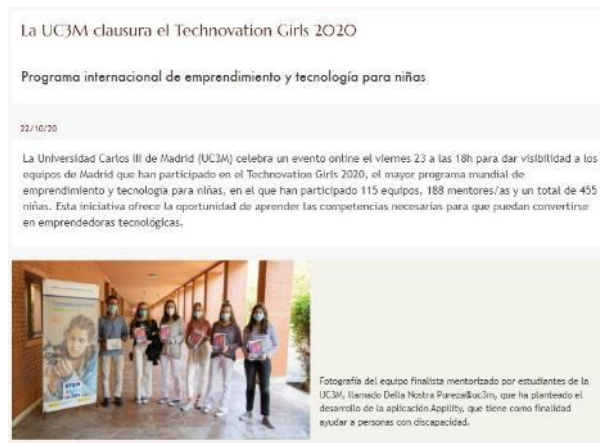 La UC3M clausura el Technovation Girls 2020
Programa internacional de emprendimiento y tecnología para niñas
22/10/20
La Universidad Carlos III de Madrid (UC3M) celebra un evento online el viernes 23 a las 18h para dar visibilidad a los
equipos de Madrid que han participado en el Technovation Girls 2020, el mayor programa mundial de
emprendimiento y tecnología para niñas, en el que han participado 115 equipos, 188 mentores/as y un total de 455
niñas. Esta iniciativa ofrece la oportunidad de aprender las competencias necesarias para que puedan convertirse
en emprendedoras tecnológicas.
Fotografía del equipo finalista mentorizado por estudiantes de la
UC3M, llamado Della Nostra Pureza@uc3m, que ha planteado el
desarrollo de la aplicación Appility, que tiene como finalidad
ayudar a personas con discapacidad.